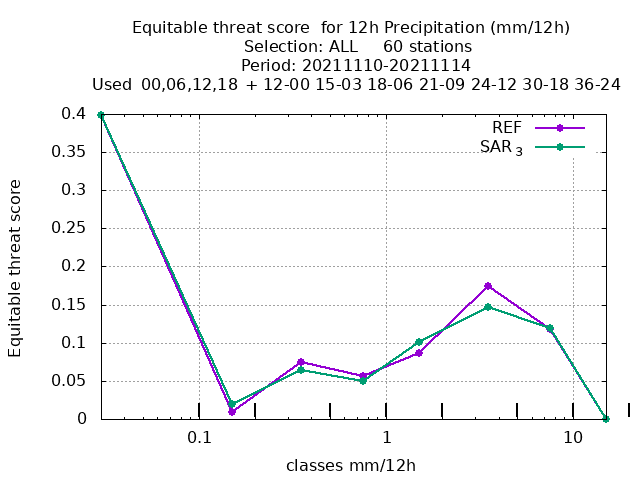 Equitable threat score  for 12h Precipitation (mm/12h)
Selection: ALL     60 stations
Period: 20211110-20211114
Used  00,06,12,18  + 12-00 15-03 18-06 21-09 24-12 30-18 36-24
REF
SAR 3
0.4
0.35
0.3
0.25
0.2
0.15
0.1
0.05
0
Equitable threat score
0.1
1
10
classes mm/12h